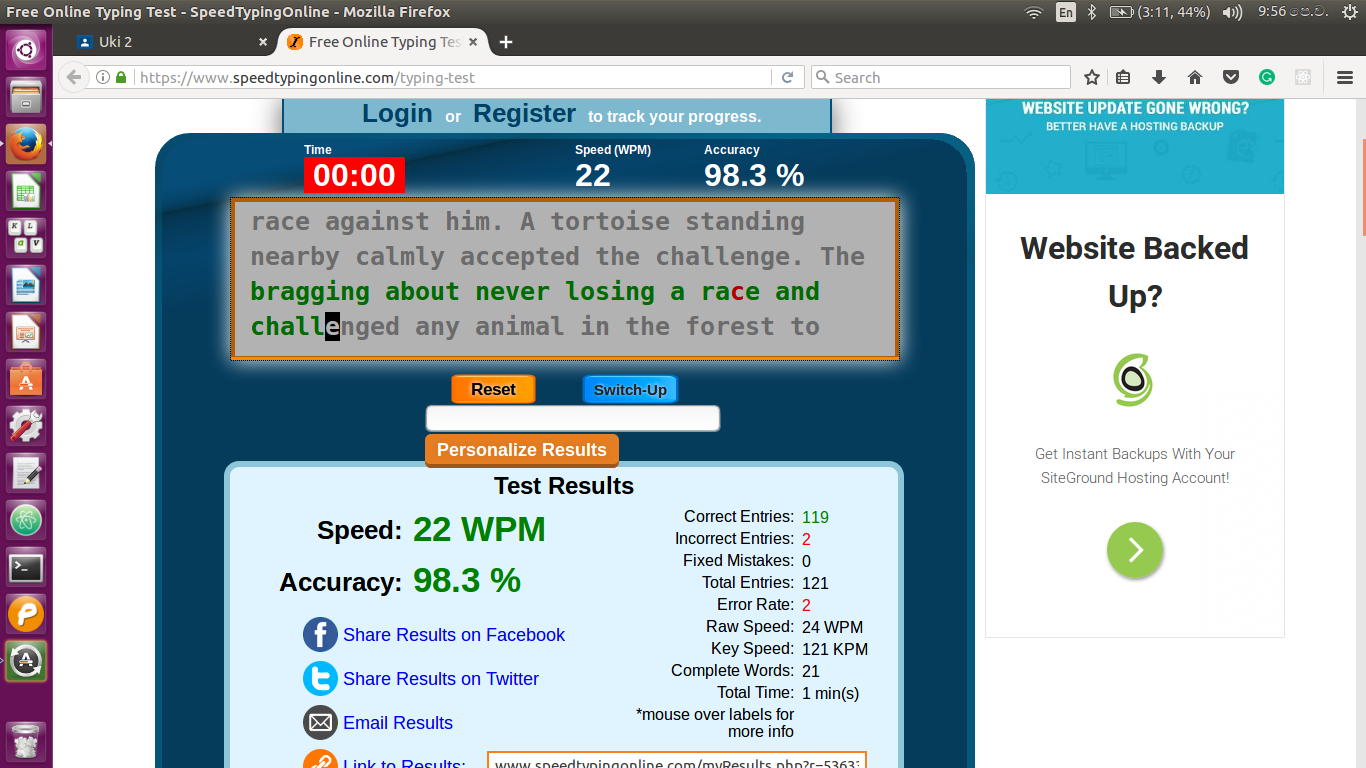 Free Online Typing Test - SpeedTypingOnline - Mozilla Firefox
En
(3:11, 44%)
9:56 පෙ.ව.
Uki 2
Free Online Typing Tes
https://www.speedtypingonline.com/typing-test
Search
Login or Register to track your progress.
Time
00:00
Speed (WPM)
22
Accuracy
98.3 %
race against him. A tortoise standing
nearby calmly accepted the challenge. The
bragging about never losing a race and
challenged any animal in the forest to
Reset
Switch-Up
Personalize Results
Test Results
Speed: 22 WPM
Accuracy: 98.3 %
Share Results on Facebook
Share Results on Twitter
Email Results
Link to Results:
Correct Entries: 119
Incorrect Entries: 2
Fixed Mistakes: 0
Total Entries: 121
Error Rate: 2
Raw Speed: 24 WPM
Key Speed: 121 KPM
Complete Words: 21
Total Time: 1 min(s)
*mouse over labels for
more info
www.speedtypingonline.com/myResults.php?r=5363
WEBSITE UPDATE GONE WRONG?
BETTER HAVE A HOSTING BACKUP
Website Backed
Up?
Get Instant Backups With Your
SiteGround Hosting Account!